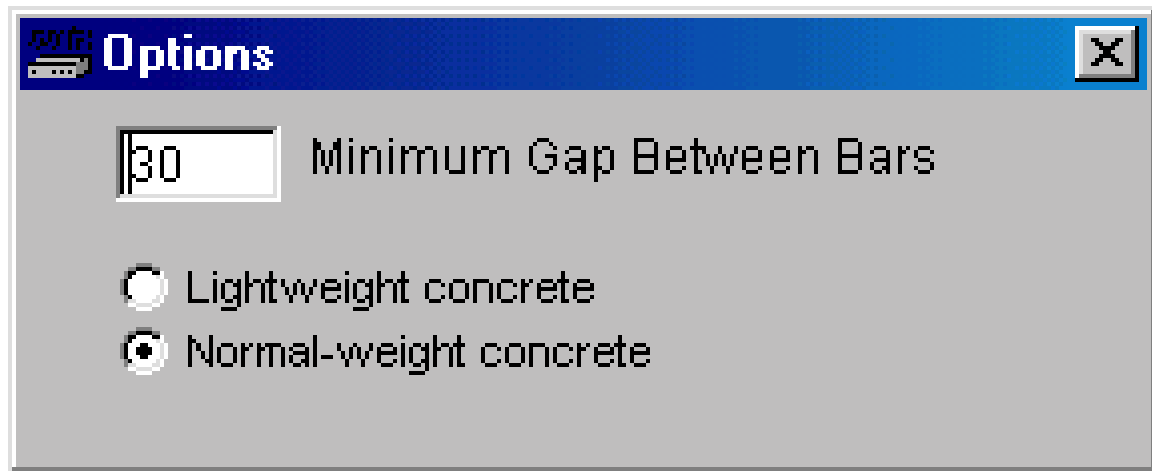 Options
30 Minimum Gap Between Bars
Lightweight concrete
Normal-weight concrete